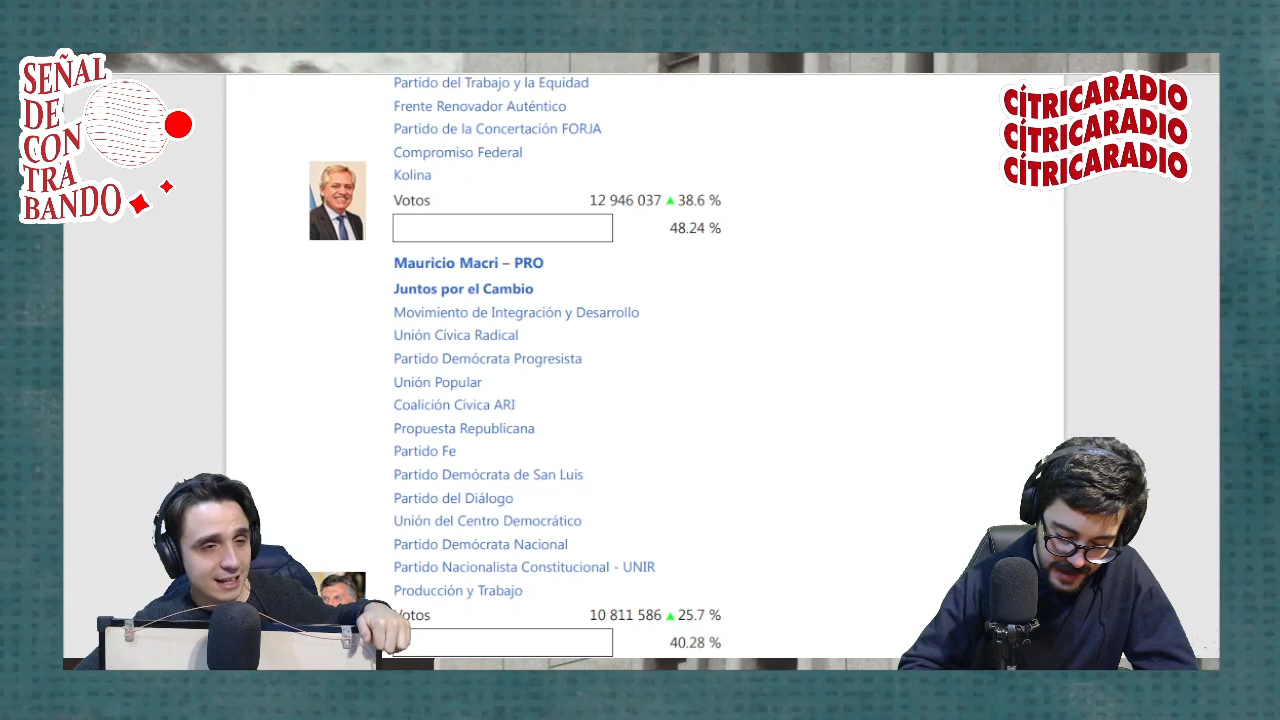 SEÑAL
DE
CON
TRA
BANDO
CÍTRICARADIO
CÍTRICARADIO
CÍTRICARADIO
Partido del Trabajo y la Equidad
Frente Renovador Auténtico
Partido de la Concertación FORJA
Compromiso Federal
Kolina
Votos 12 946 037 38.6 %
48.24 %
Mauricio Macri – PRO
Juntos por el Cambio
Movimiento de Integración y Desarrollo
Unión Cívica Radical
Partido Demócrata Progresista
Unión Popular
Coalición Cívica ARI
Propuesta Republicana
Partido Fe
Partido Demócrata de San Luis
Partido del Diálogo
Unión del Centro Democrático
Partido Demócrata Nacional
Partido Nacionalista Constitucional - UNIR
Producción y Trabajo
Votos 10 811 586 25.7 %
40.28 %